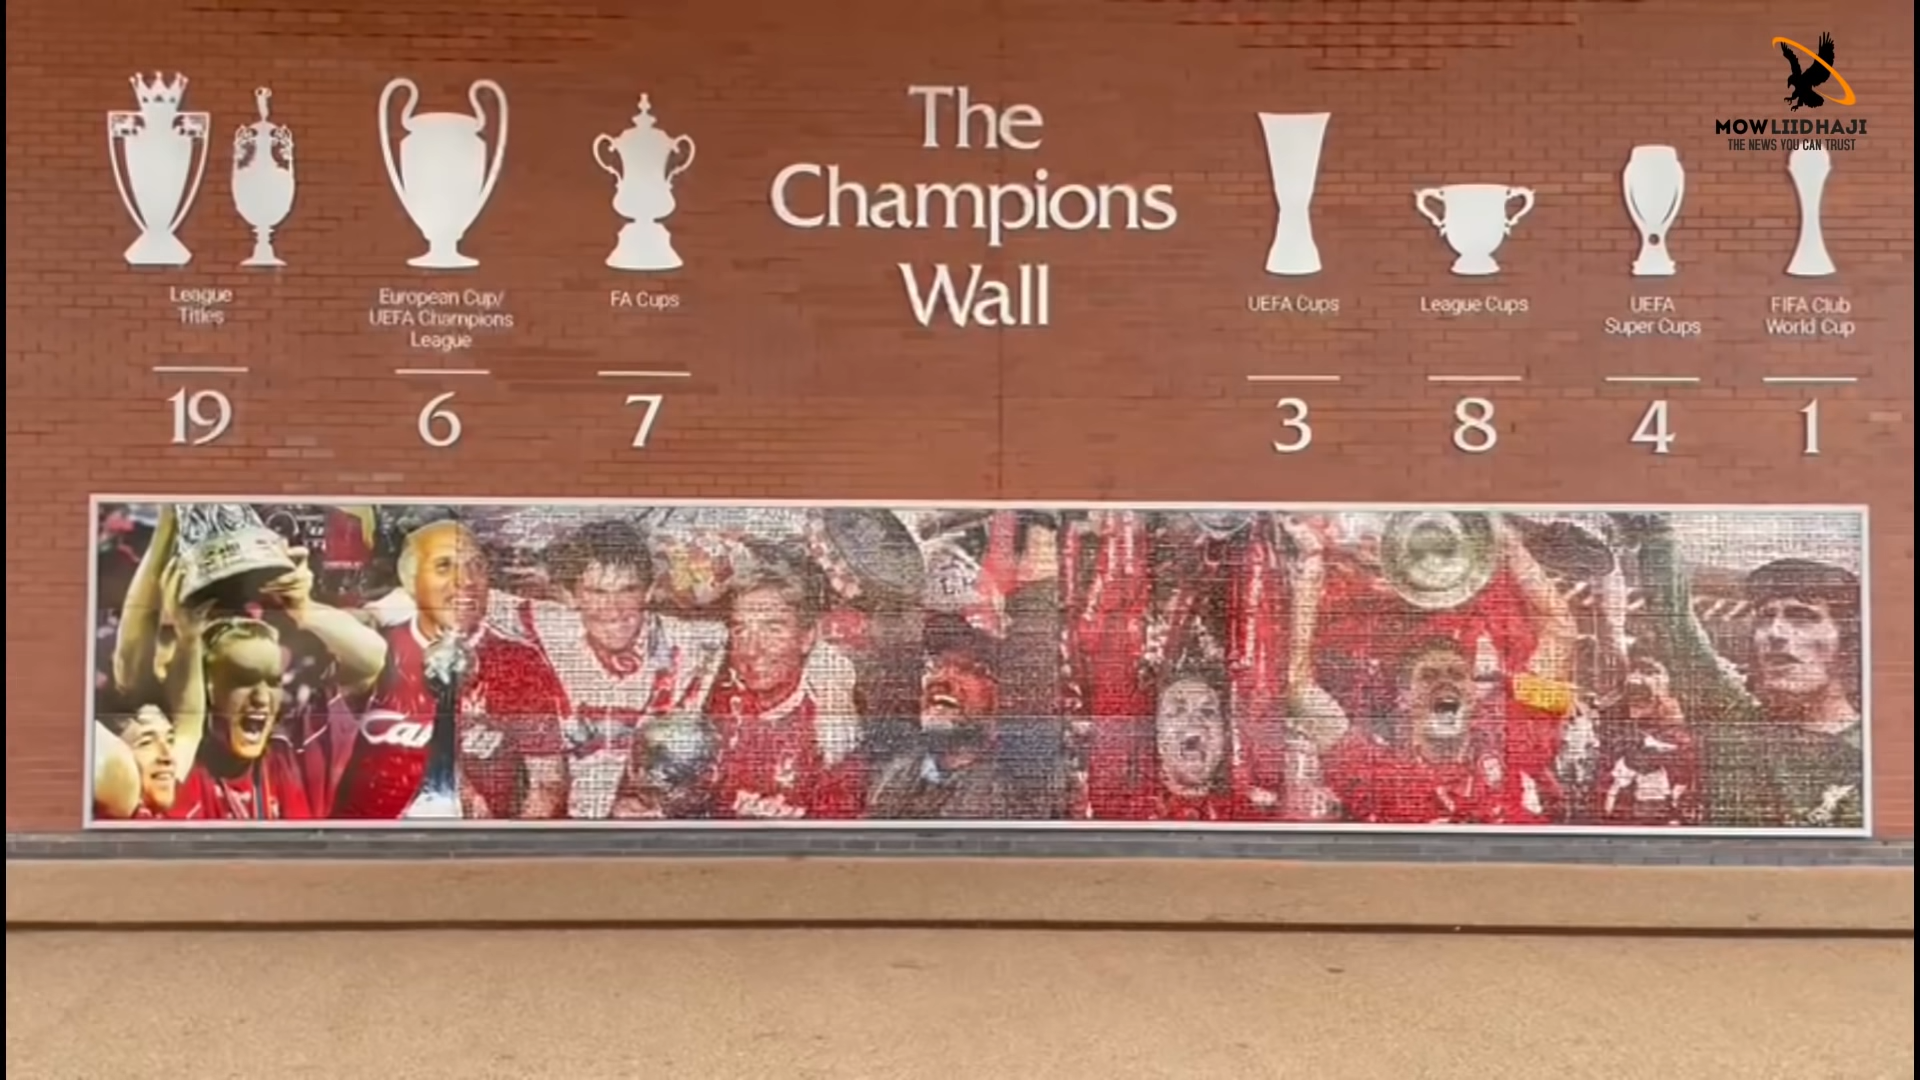 The
Champions
Wall
League
Titles
19
European Cup/
UEFA Champions
League
6
FA Cups
7
UEFA Cups
3
League Cups
8
UEFA
Super Cups
4
FIFA Club
World Cup
1
MOWLIIDHAJI
THE NEWS YOU CAN TRUST